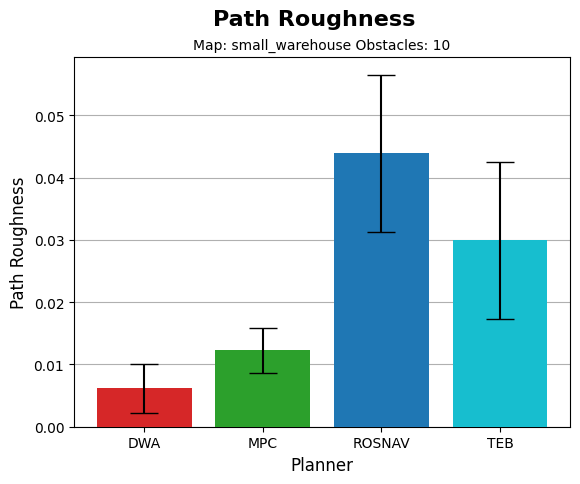 Path Roughness
Map: small_warehouse Obstacles: 10
Path Roughness
0.05
0.04
0.03
0.02
0.01
0.00
DWA MPC ROSNAV TEB
Planner